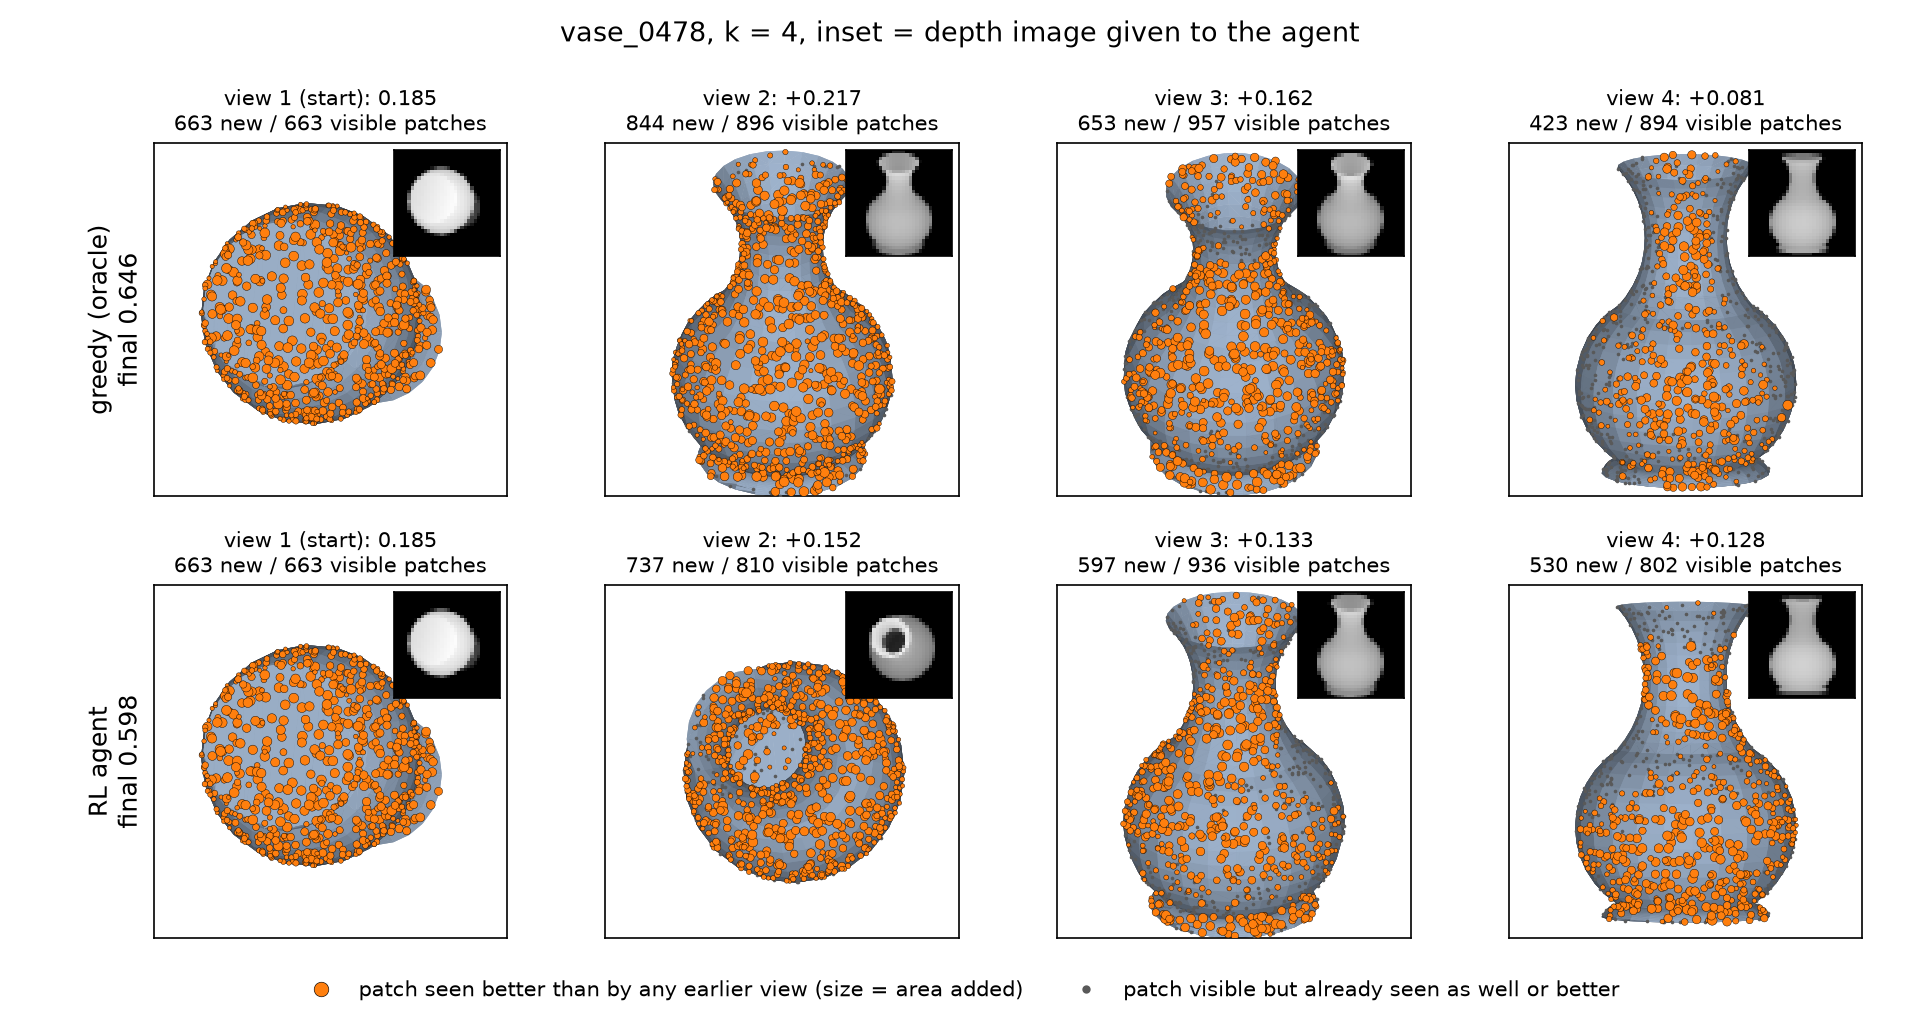 vase_0478, k = 4, inset = depth image given to the agent
greedy (oracle)
final 0.646
view 1 (start): 0.185
663 new / 663 visible patches
view 2: +0.217
844 new / 896 visible patches
view 3: +0.162
653 new / 957 visible patches
view 4: +0.081
423 new / 894 visible patches
RL agent
final 0.598
view 1 (start): 0.185
663 new / 663 visible patches
view 2: +0.152
737 new / 810 visible patches
view 3: +0.133
597 new / 936 visible patches
view 4: +0.128
530 new / 802 visible patches
patch seen better than by any earlier view (size = area added)
patch visible but already seen as well or better